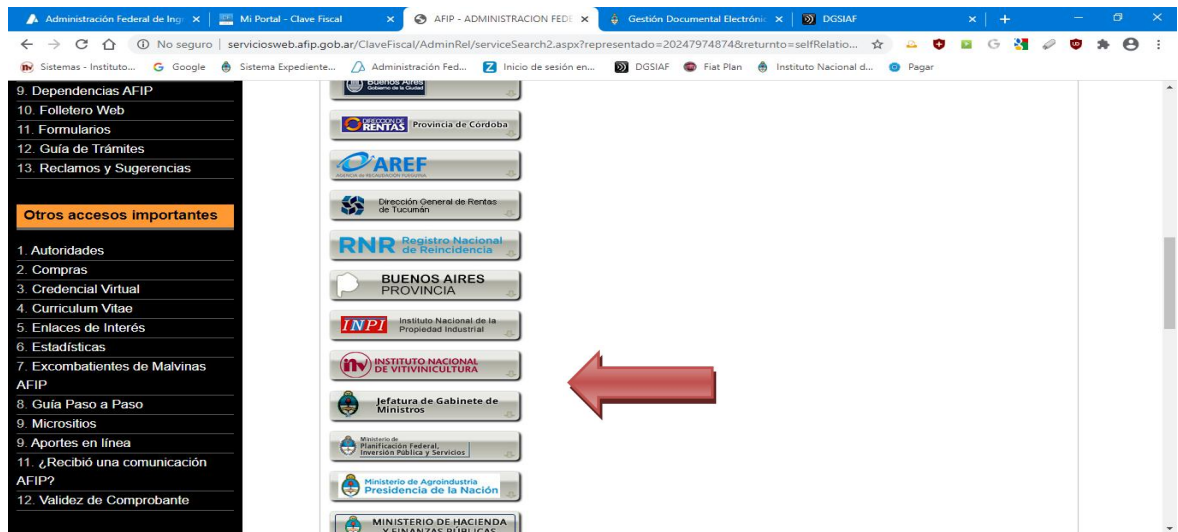 Administración Federal de Ingr
Mi Portal - Clave Fiscal
AFIP - ADMINISTRACION FEDE
Gestión Documental Electrónic
DGSIAF
No seguro | serviciosweb.afip.gob.ar/ClaveFiscal/AdminRel/serviceSearch2.aspx?representado=20247974874&returnto=selfRelatio...
Sistemas - Instituto...
Google
Sistema Expediente...
Administración Fed...
Inicio de sesión en...
DGSIAF
Fiat Plan
Instituto Nacional d...
Pagar
9. Dependencias AFIP
10. Folletero Web
11. Formularios
12. Guía de Trámites
13. Reclamos y Sugerencias
Otros accesos importantes
1. Autoridades
2. Compras
3. Credencial Virtual
4. Curriculum Vitae
5. Enlaces de Interés
6. Estadísticas
7. Excombatientes de Malvinas
AFIP
8. Guía Paso a Paso
9. Micrositios
9. Aportes en línea
11. ¿Recibió una comunicación
AFIP?
12. Validez de Comprobante
Buenos Aires
Gobierno de la Ciudad
DIRECCIÓN DE
RENTAS Provincia de Córdoba
AREF
AGENCIA DE RECAUDACION FUEGUINA
Dirección General de Rentas
de Tucumán
RNR Registro Nacional
de Reincidencia
BUENOS AIRES
PROVINCIA
INPI Instituto Nacional de la
Propiedad Industrial
INV INSTITUTO NACIONAL
DE VITIVINICULTURA
Jefatura de Gabinete de
Ministros
Ministerio de
Planificación Federal,
Inversión Pública y Servicios
Ministerio de Agroindustria
Presidencia de la Nación
MINISTERIO DE HACIENDA
Y FINANZAS PÚBLICAS